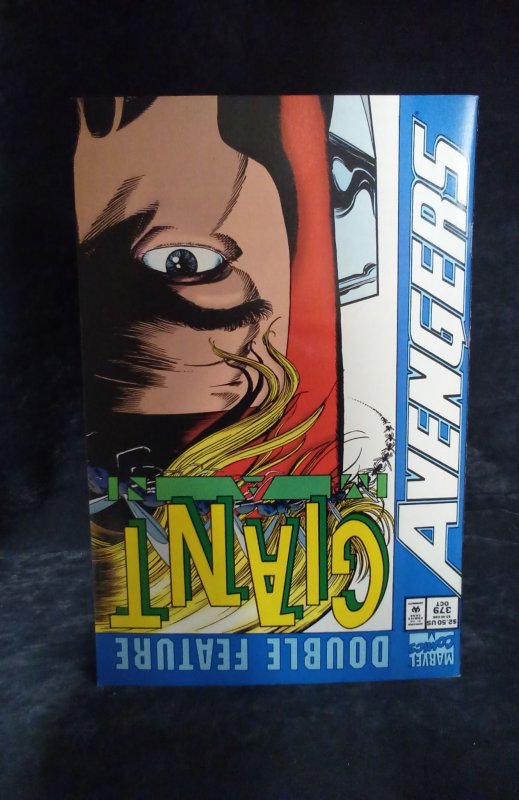 DOUBLE FEATURE
MARVEL
COMICS
$2.50 US
379
OCT
AVENGERS
GIANT
MAN